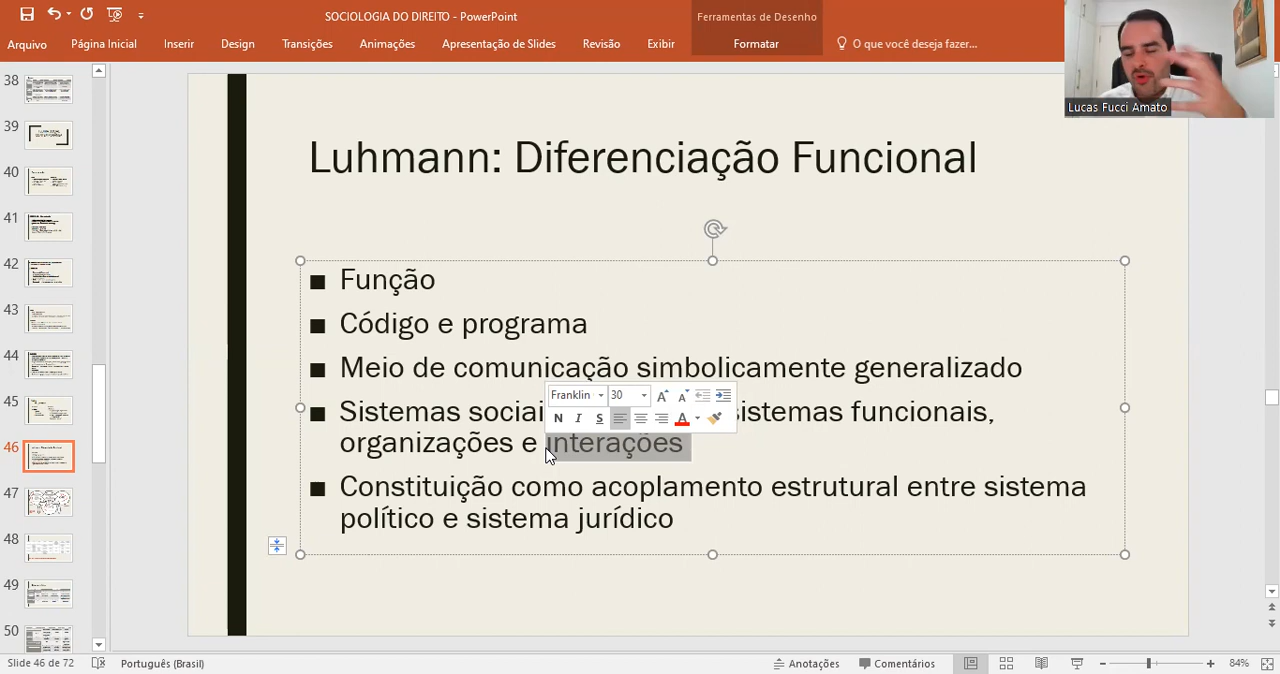 SOCIOLOGIA DO DIREITO - PowerPoint
Ferramentas de Desenho
Arquivo
Página Inicial
Inserir
Design
Transições
Animações
Apresentação de Slides
Revisão
Exibir
Formatar
O que você deseja fazer...
Lucas Fucci Amato
38
39
40
41
42
43
44
45
46
47
48
49
50
Luhmann: Diferenciação Funcional
■ Função
■ Código e programa
■ Meio de comunicação simbolicamente generalizado
■ Sistemas sociai sistemas funcionais,
organizações e interações
■ Constituição como acoplamento estrutural entre sistema
político e sistema jurídico
Franklin
30
N I S A
Slide 46 de 72
Português (Brasil)
Anotações
Comentários
84%